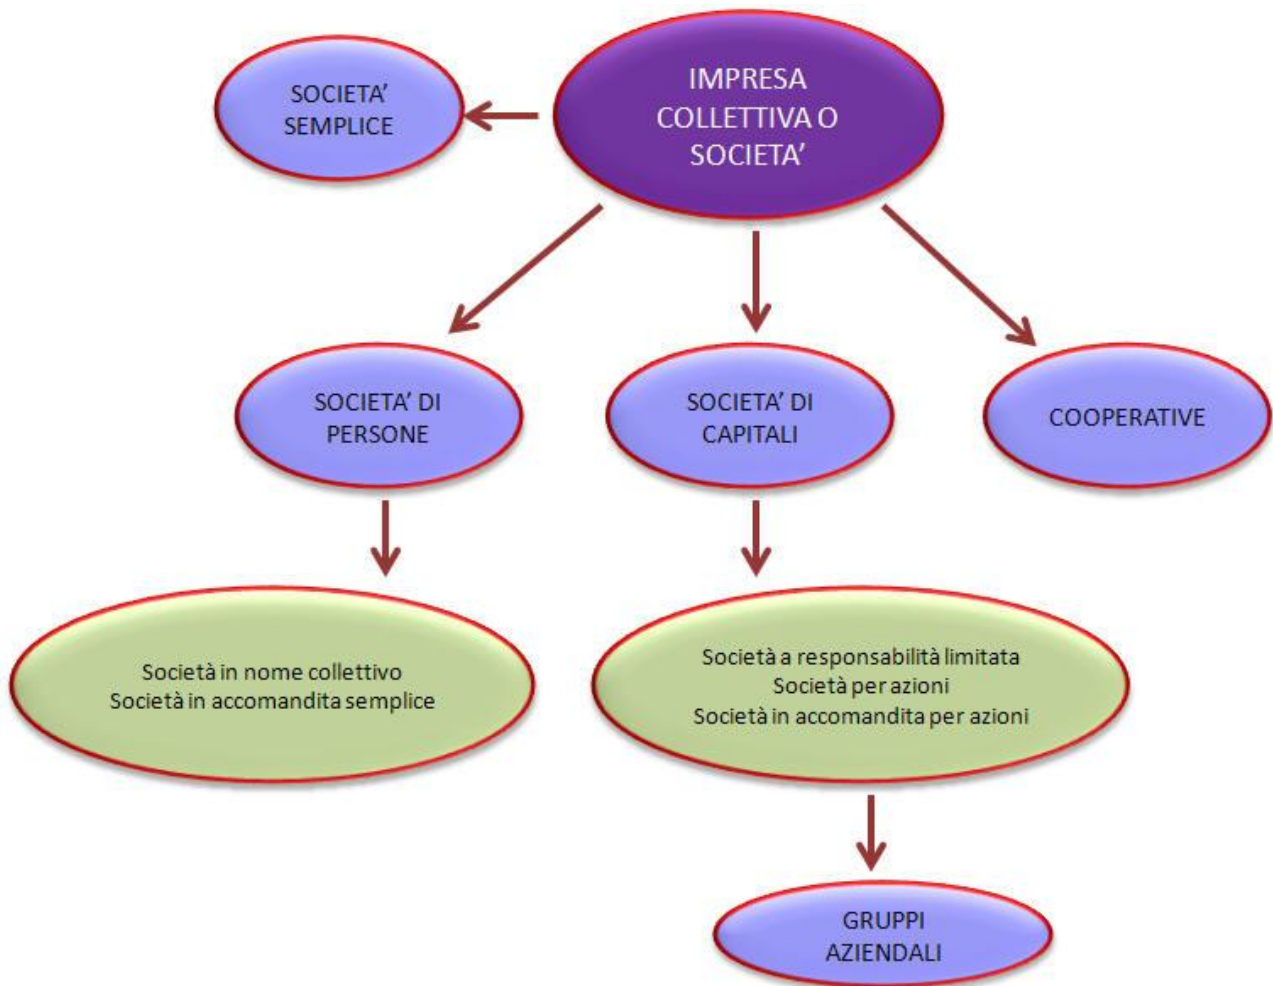 SOCIETA'
SEMPLICE
IMPRESA
COLLETTIVA O
SOCIETA'
SOCIETA' DI
PERSONE
SOCIETA' DI
CAPITALI
COOPERATIVE
Società in nome collettivo
Società in accomandita semplice
Società a responsabilità limitata
Società per azioni
Società in accomandita per azioni
GRUPPI
AZIENDALI